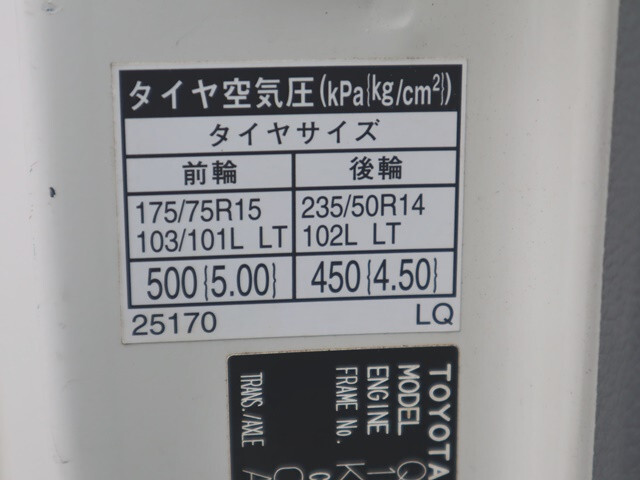 タイヤ空気圧(kPa{kg/cm²})
タイヤサイズ
前輪 後輪
175/75R15 235/50R14
103/101L LT 102L LT
500{5.00} 450{4.50}
25170 LQ
TOYOTA
MODEL
ENGINE
FRAME No.
TRANS./AXLE